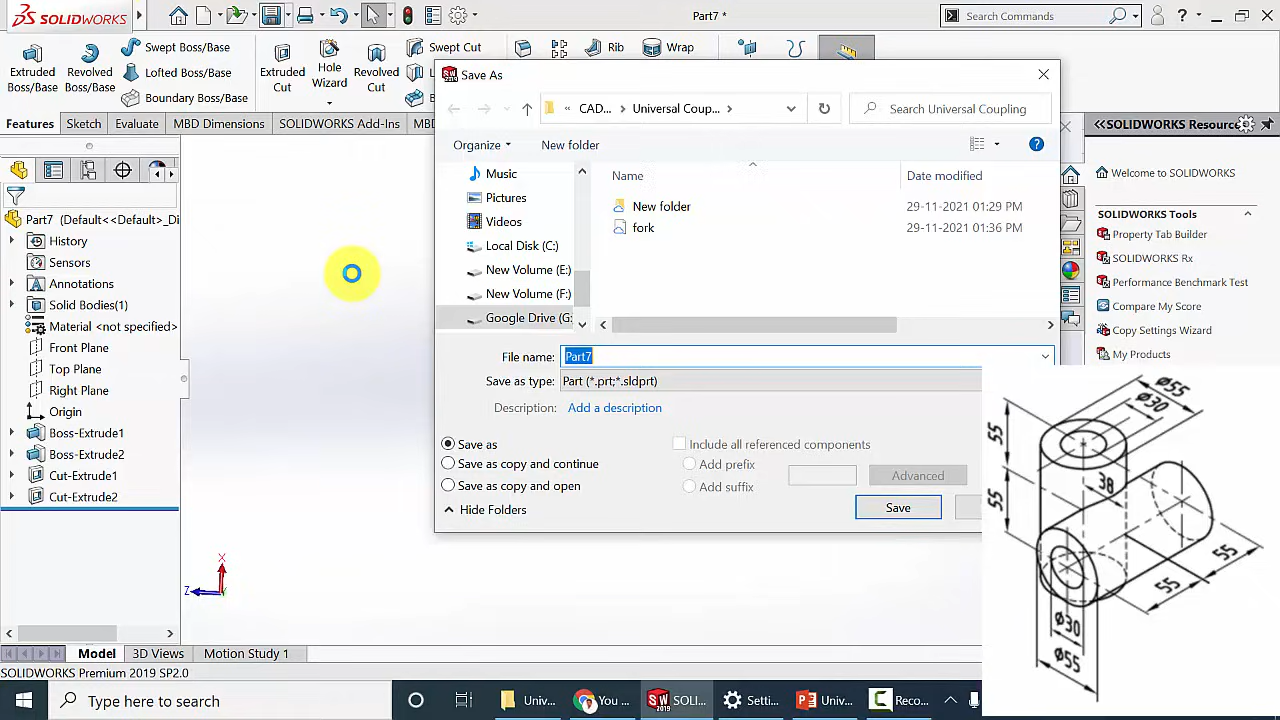 SOLIDWORKS
Part7 *
Search Commands
Extruded Boss/Base
Revolved Boss/Base
Swept Boss/Base
Lofted Boss/Base
Boundary Boss/Base
Extruded Cut
Hole Wizard
Revolved Cut
Swept Cut
Rib
Wrap
Features
Sketch
Evaluate
MBD Dimensions
SOLIDWORKS Add-Ins
Part7 (Default<<Default>_Di
History
Sensors
Annotations
Solid Bodies(1)
Material <not specified>
Front Plane
Top Plane
Right Plane
Origin
Boss-Extrude1
Boss-Extrude2
Cut-Extrude1
Cut-Extrude2
X
Z
Y
Save As
« CAD... > Universal Coup... >
Search Universal Coupling
Organize
New folder
Music
Pictures
Videos
Local Disk (C:)
New Volume (E:)
New Volume (F:)
Google Drive (G:
Name
Date modified
New folder
29-11-2021 01:29 PM
fork
29-11-2021 01:36 PM
File name: Part7
Save as type: Part (*.prt;*.sldprt)
Description: Add a description
Save as
Save as copy and continue
Save as copy and open
Include all referenced components
Add prefix
Add suffix
Advanced
Save
Hide Folders
<<SOLIDWORKS Resourc
Welcome to SOLIDWORKS
SOLIDWORKS Tools
Property Tab Builder
SOLIDWORKS Rx
Performance Benchmark Test
Compare My Score
Copy Settings Wizard
My Products
Ø55
Ø30
55
38
55
55
55
Ø30
Ø55
Model
3D Views
Motion Study 1
SOLIDWORKS Premium 2019 SP2.0
Type here to search
Univ...
You ...
SOLI...
Setti...
Univ...
Reco...